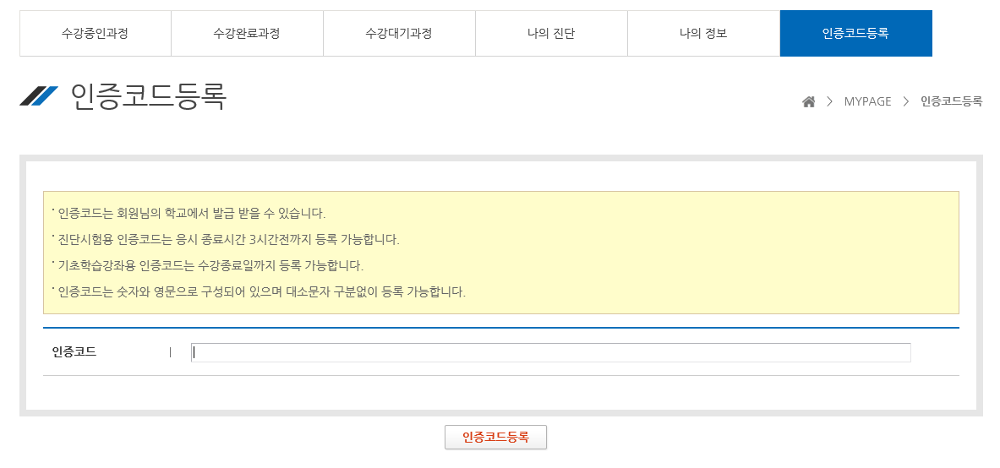 수강중인과정 수강완료과정 수강대기과정 나의 진단 나의 정보 인증코드등록
인증코드등록
> MYPAGE > 인증코드등록
인증코드는 회원님의 학교에서 발급 받을 수 있습니다.
진단시험용 인증코드는 응시 종료시간 3시간전까지 등록 가능합니다.
기초학습강좌용 인증코드는 수강종료일까지 등록 가능합니다.
인증코드는 숫자와 영문으로 구성되어 있으며 대소문자 구분없이 등록 가능합니다.
인증코드
인증코드등록